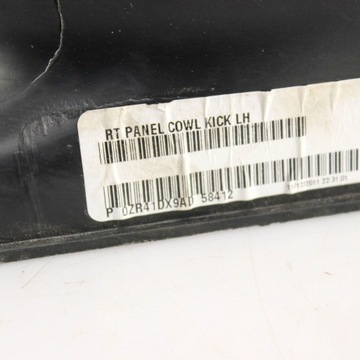 RT PANEL COWL KICK LH
P 0ZR41DX9AD 58412